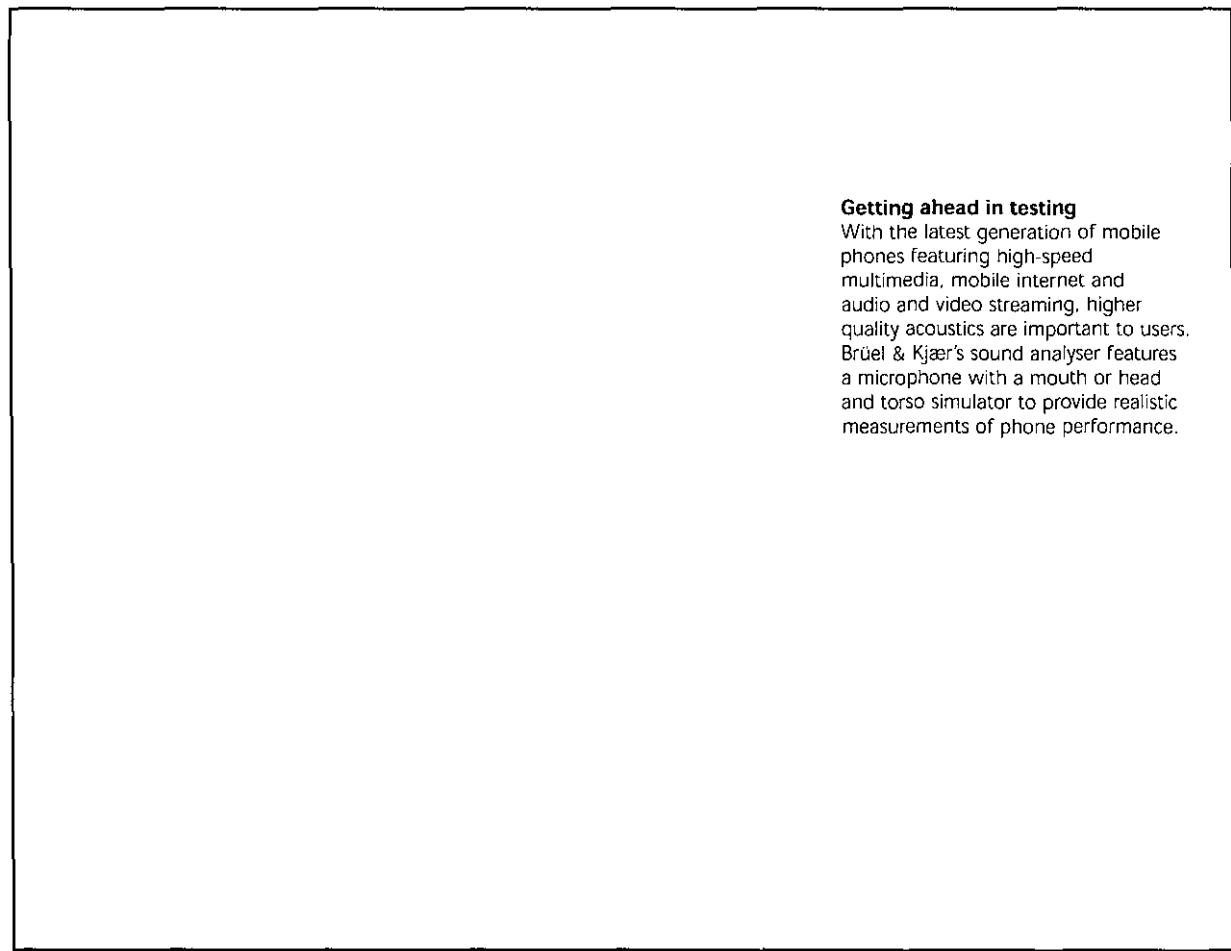 Getting ahead in testing
With the latest generation of mobile
phones featuring high-speed
multimedia, mobile internet and
audio and video streaming, higher
quality acoustics are important to users.
Brüel & Kjær's sound analyser features
a microphone with a mouth or head
and torso simulator to provide realistic
measurements of phone performance.